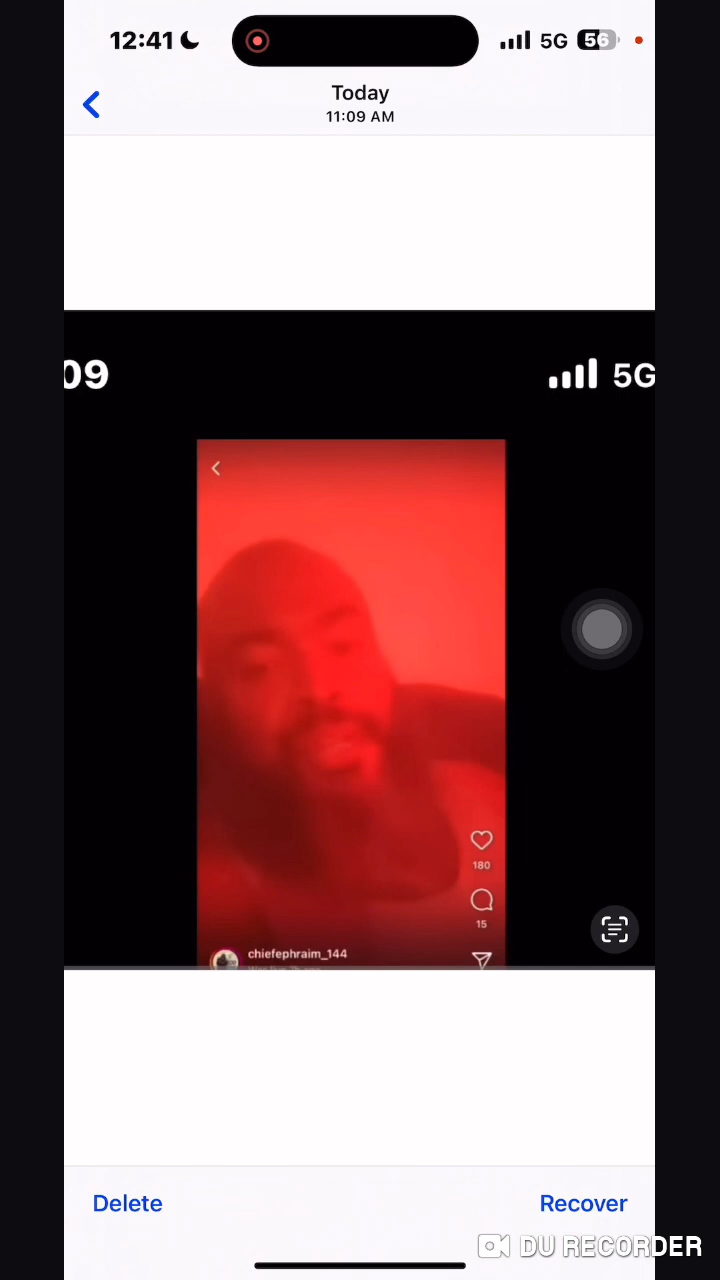 12:41
5G
56
Today
11:09 AM
09
5G
180
15
chiefephraim_144
Delete
Recover
DU RECORDER